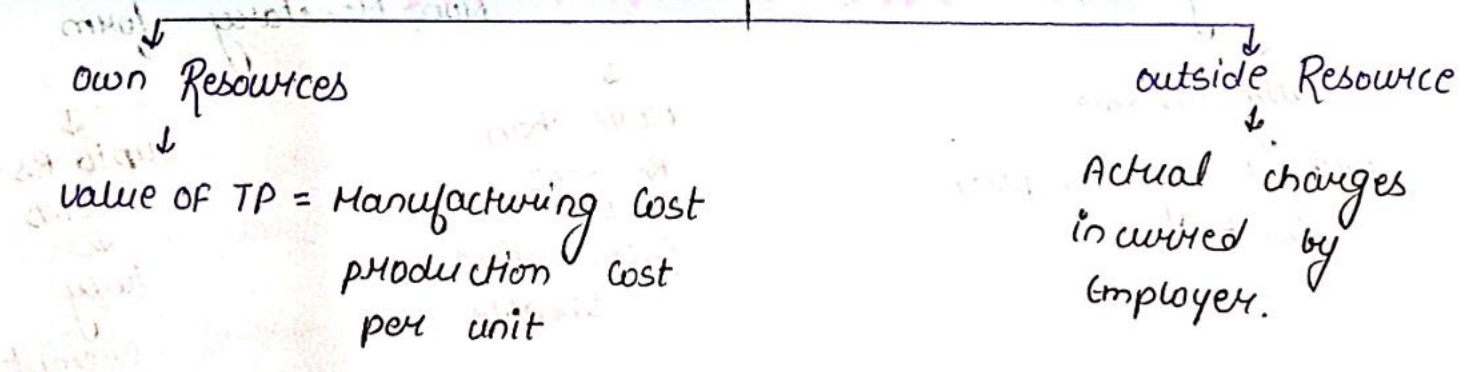 own Resources
value OF TP = Manufacturing Cost
production cost
per unit
outside Resource
Actual charges
incurred by
Employer.